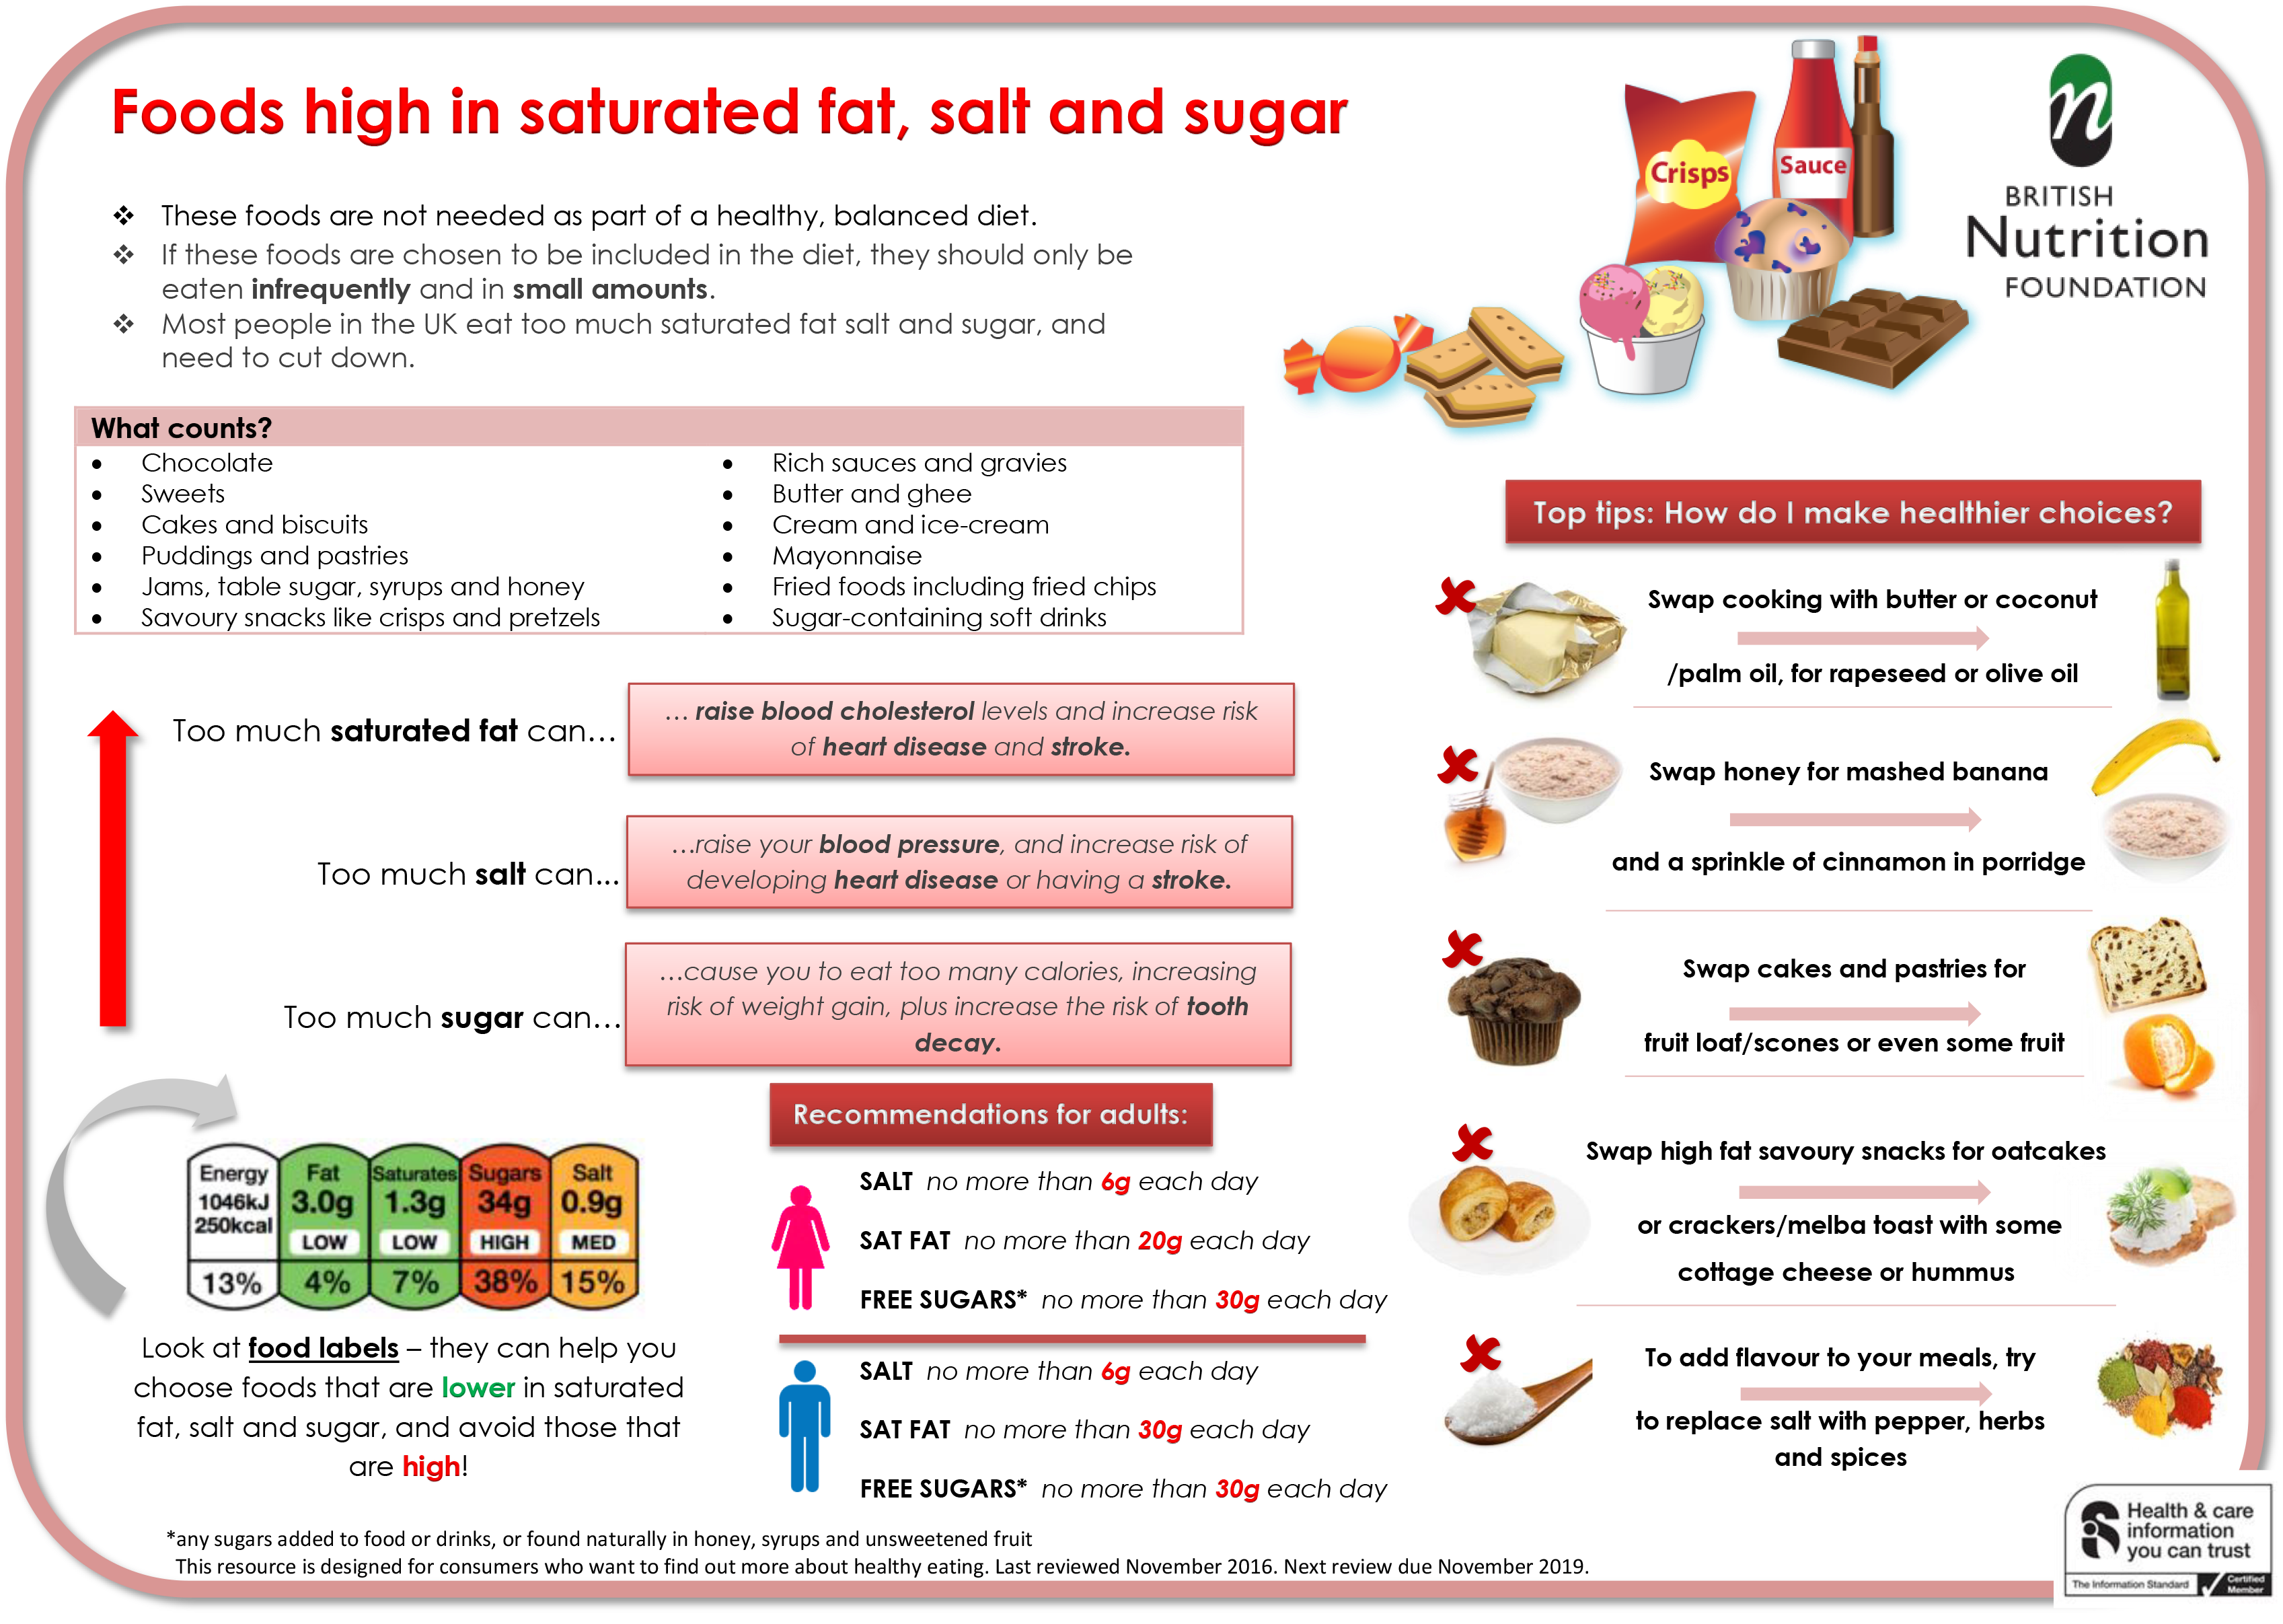 Foods high in saturated fat, salt and sugar
Crisps
Sauce
BRITISH
Nutrition
FOUNDATION
❖ These foods are not needed as part of a healthy, balanced diet.
❖ If these foods are chosen to be included in the diet, they should only be
eaten infrequently and in small amounts.
❖ Most people in the UK eat too much saturated fat salt and sugar, and
need to cut down.
What counts?
• Chocolate
• Sweets
• Cakes and biscuits
• Puddings and pastries
• Jams, table sugar, syrups and honey
• Savoury snacks like crisps and pretzels
• Rich sauces and gravies
• Butter and ghee
• Cream and ice-cream
• Mayonnaise
• Fried foods including fried chips
• Sugar-containing soft drinks
Too much saturated fat can…
… raise blood cholesterol levels and increase risk
of heart disease and stroke.
Too much salt can...
…raise your blood pressure, and increase risk of
developing heart disease or having a stroke.
Too much sugar can…
…cause you to eat too many calories, increasing
risk of weight gain, plus increase the risk of tooth
decay.
Energy
1046kJ
250kcal
13%
Fat
3.0g
LOW
4%
Saturates
1.3g
LOW
7%
Sugars
34g
HIGH
38%
Salt
0.9g
MED
15%
Look at food labels – they can help you
choose foods that are lower in saturated
fat, salt and sugar, and avoid those that
are high!
Recommendations for adults:
SALT no more than 6g each day
SAT FAT no more than 20g each day
FREE SUGARS* no more than 30g each day
SALT no more than 6g each day
SAT FAT no more than 30g each day
FREE SUGARS* no more than 30g each day
Top tips: How do I make healthier choices?
Swap cooking with butter or coconut
/palm oil, for rapeseed or olive oil
Swap honey for mashed banana
and a sprinkle of cinnamon in porridge
Swap cakes and pastries for
fruit loaf/scones or even some fruit
Swap high fat savoury snacks for oatcakes
or crackers/melba toast with some
cottage cheese or hummus
To add flavour to your meals, try
to replace salt with pepper, herbs
and spices
*any sugars added to food or drinks, or found naturally in honey, syrups and unsweetened fruit
This resource is designed for consumers who want to find out more about healthy eating. Last reviewed November 2016. Next review due November 2019.
Health & care
information
you can trust
The Information Standard
Certified
Member